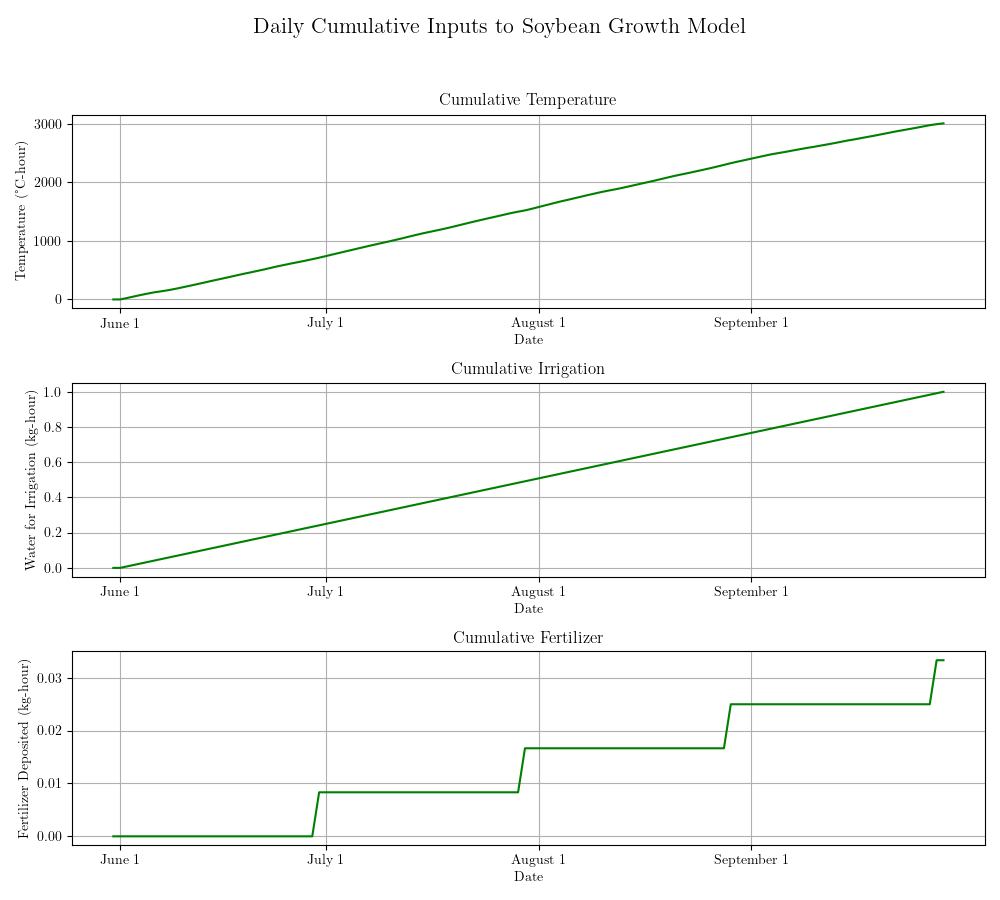 Daily Cumulative Inputs to Soybean Growth Model
Cumulative Temperature
Temperature (°C-hour)
3000
2000
1000
0
June 1
July 1
August 1
September 1
Date
Cumulative Irrigation
Water for Irrigation (kg-hour)
1.0
0.8
0.6
0.4
0.2
0.0
June 1
July 1
August 1
September 1
Date
Cumulative Fertilizer
Fertilizer Deposited (kg-hour)
0.03
0.02
0.01
0.00
June 1
July 1
August 1
September 1
Date